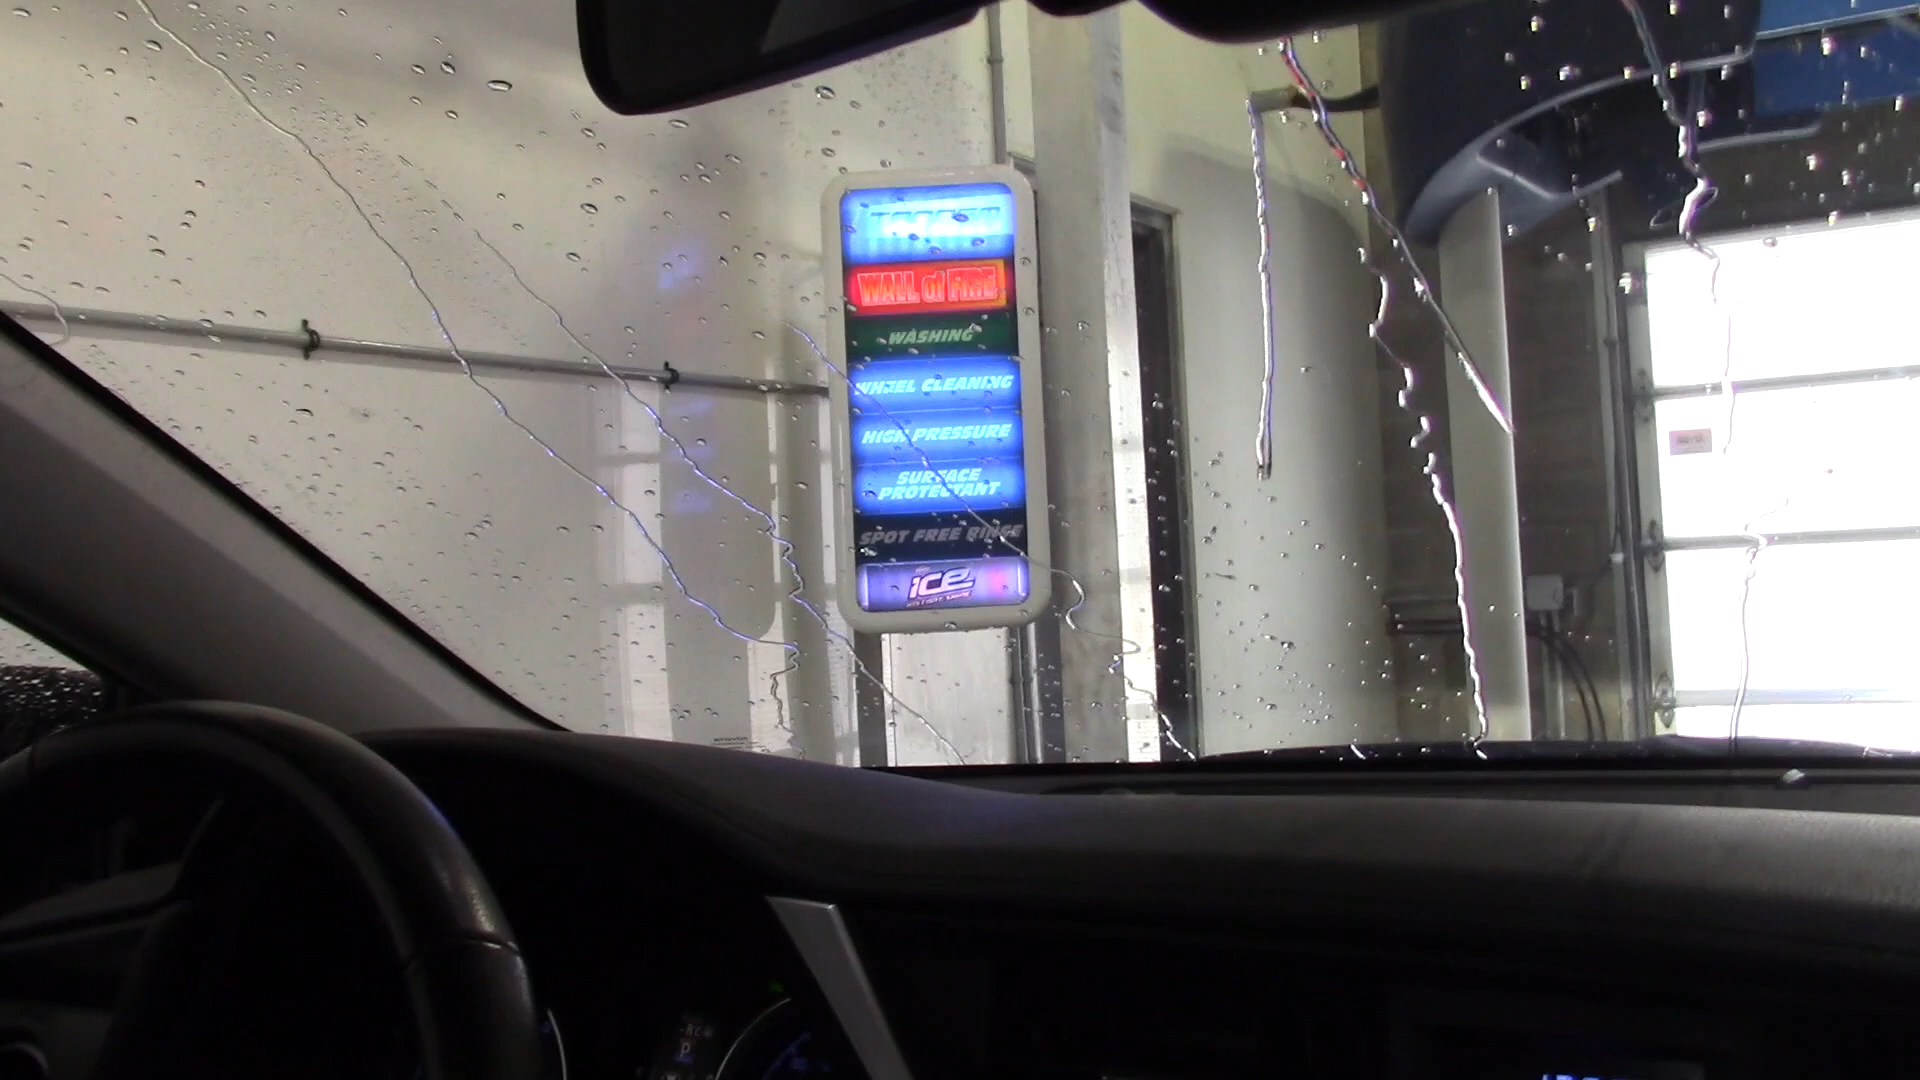 WALL of FIRE
WASHING
WHEEL CLEANING
HIGH PRESSURE
SURFACE
PROTECTANT
SPOT FREE RINSE
ICE
P